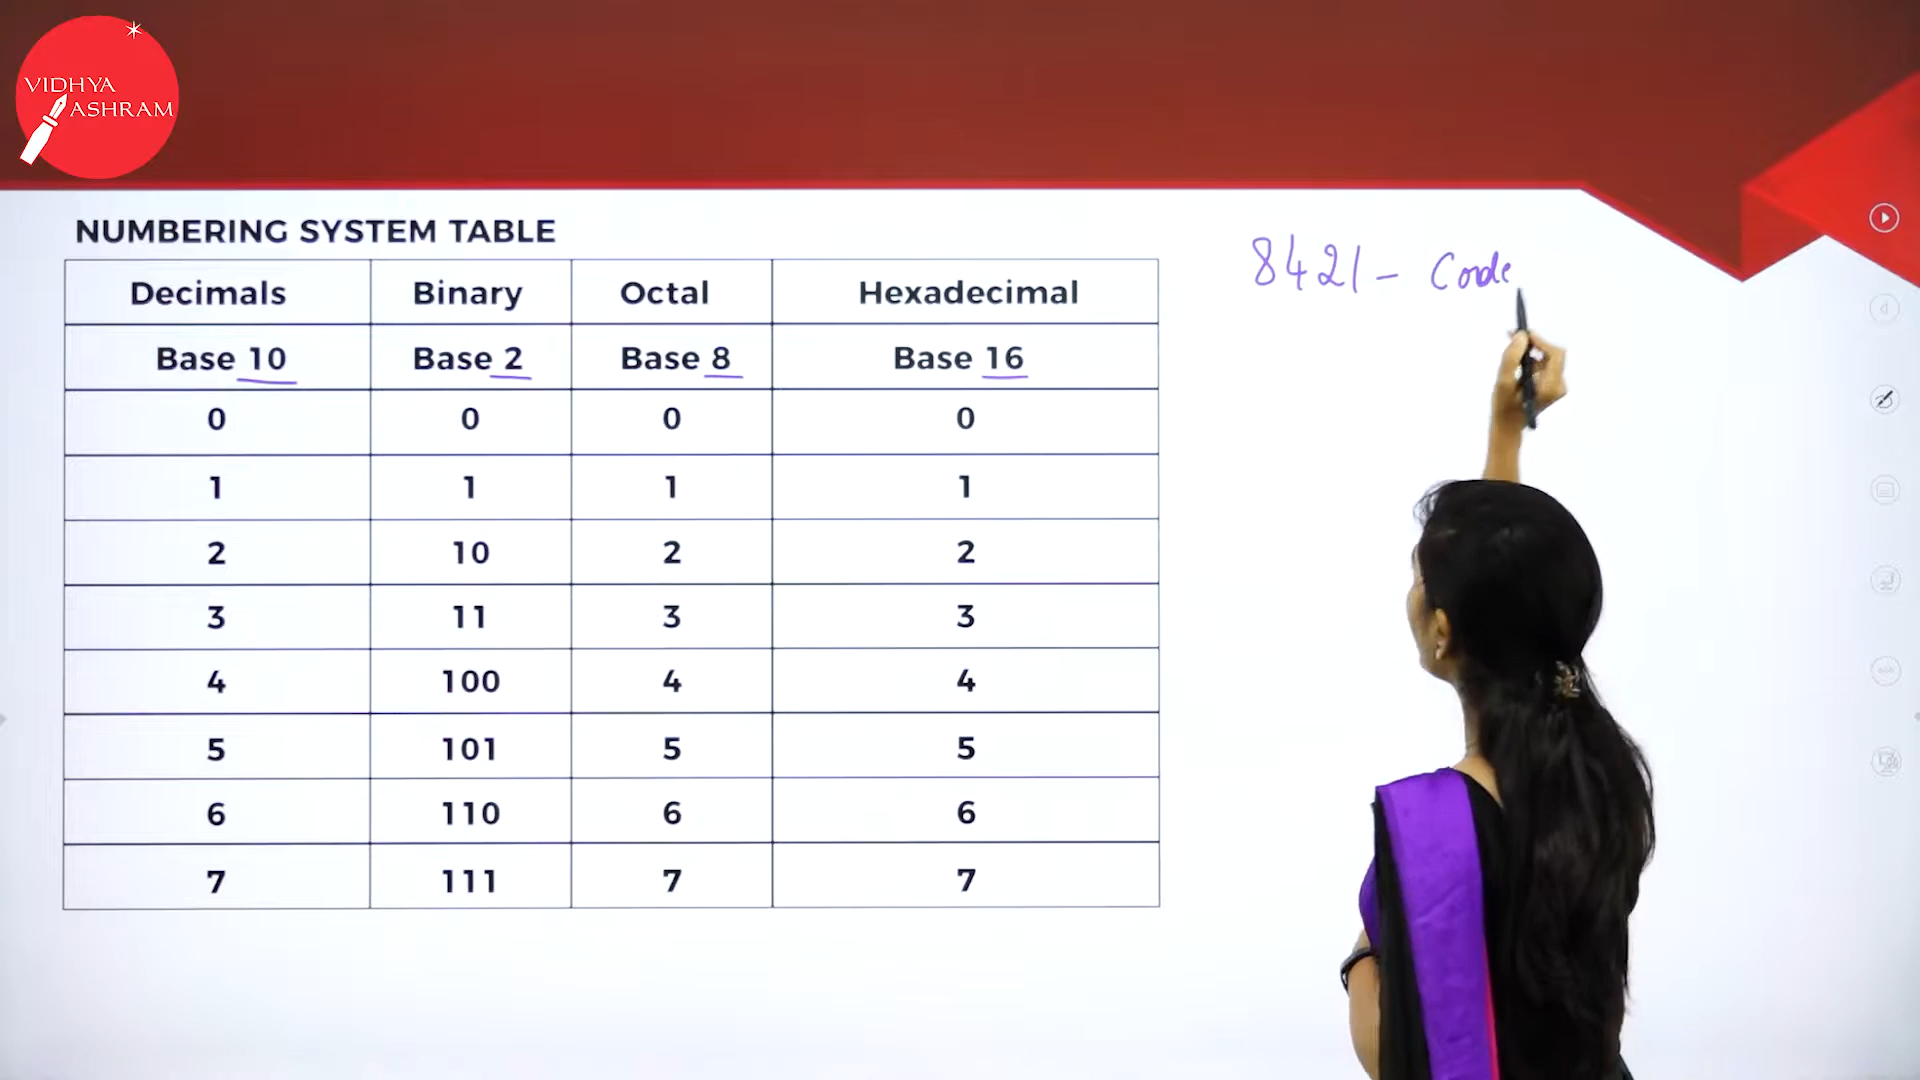 VIDHYA
ASHRAM
NUMBERING SYSTEM TABLE
8421 - Code
Decimals Binary Octal Hexadecimal
Base 10 Base 2 Base 8 Base 16
0 0 0 0
1 1 1 1
2 10 2 2
3 11 3 3
4 100 4 4
5 101 5 5
6 110 6 6
7 111 7 7